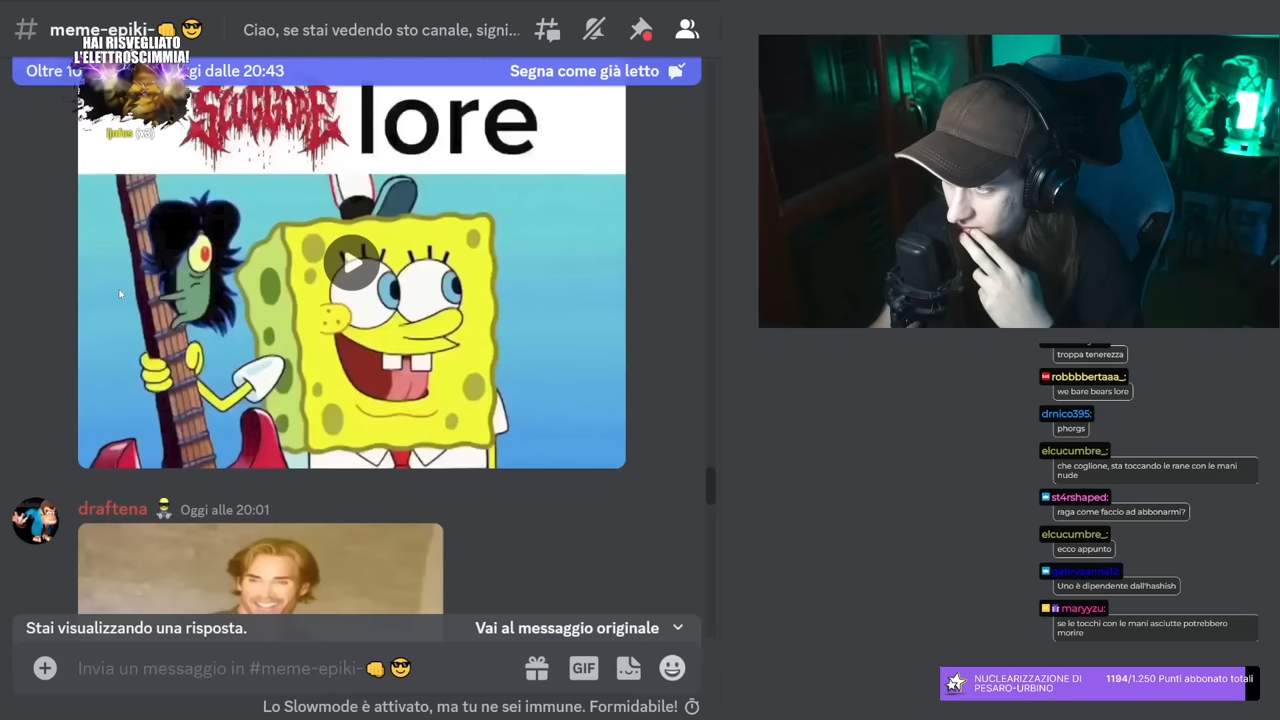 meme-epiki-👊😎
Ciao, se stai vedendo sto canale, signi...
HAI RISVEGLIATO
L'ELETTROSCIMMIA!
Oltre 10
gi dalle 20:43
Segna come già letto
(x3)
SLUGGORE lore
draftena
Oggi alle 20:01
Stai visualizzando una risposta.
Vai al messaggio originale
Invia un messaggio in #meme-epiki-👊😎
GIF
Lo Slowmode è attivato, ma tu ne sei immune. Formidabile!
troppa tenerezza
robbbbertaaa_:
we bare bears lore
drnico395:
phorgs
elcucumbre_:
che coglione, sta toccando le rane con le mani
nude
st4rshaped:
raga come faccio ad abbonarmi?
elcucumbre_:
ecco appunto
gabryzanna12:
Uno è dipendente dall'hashish
maryyzu:
se le tocchi con le mani asciutte potrebbero
morire
NUCLEARIZZAZIONE DI
PESARO-URBINO
1194/1.250 Punti abbonato totali